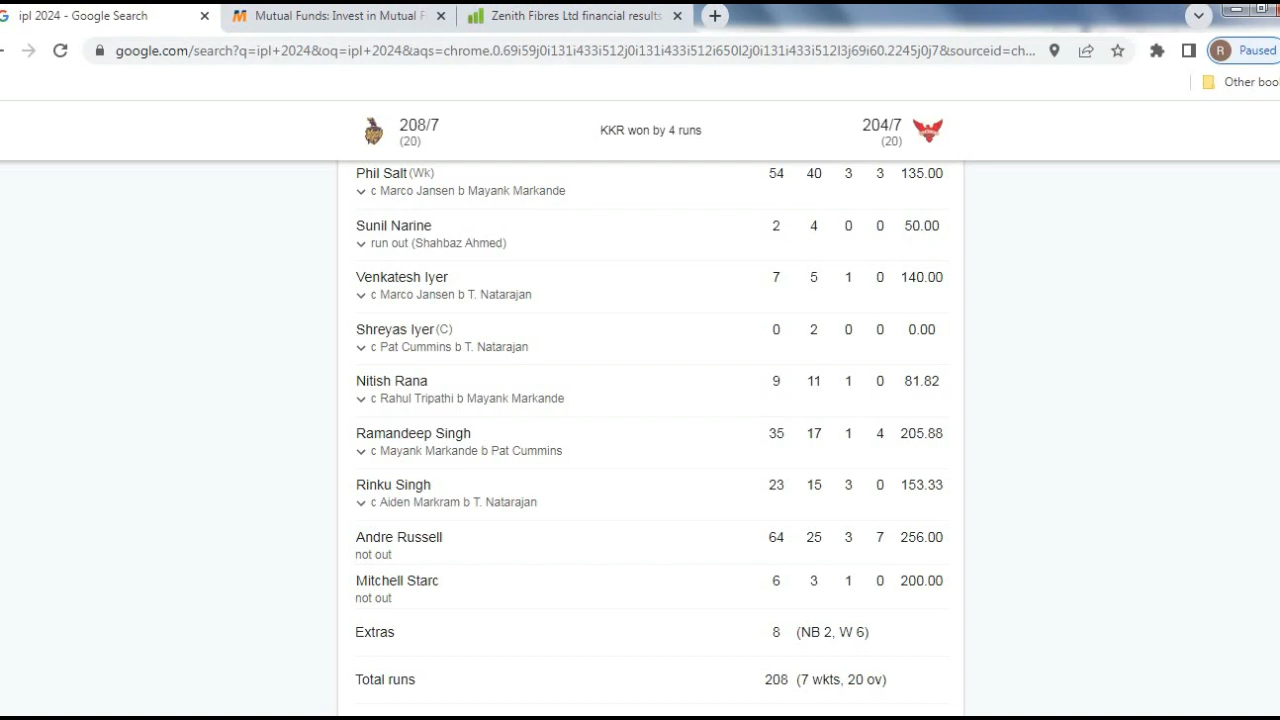 ipl 2024 - Google Search
Mutual Funds: Invest in Mutual F
Zenith Fibres Ltd financial results
google.com/search?q=ipl+2024&oq=ipl+2024&aqs=chrome.0.69i59j0i131i433i512j0i131i433i512i650l2j0i131i433i512l3j69i60.2245j0j7&sourceid=ch...
R Paused
Other boo
208/7
(20)
KKR won by 4 runs
204/7
(20)
Phil Salt (Wk) 54 40 3 3 135.00
c Marco Jansen b Mayank Markande
Sunil Narine 2 4 0 0 50.00
run out (Shahbaz Ahmed)
Venkatesh Iyer 7 5 1 0 140.00
c Marco Jansen b T. Natarajan
Shreyas Iyer (C) 0 2 0 0 0.00
c Pat Cummins b T. Natarajan
Nitish Rana 9 11 1 0 81.82
c Rahul Tripathi b Mayank Markande
Ramandeep Singh 35 17 1 4 205.88
c Mayank Markande b Pat Cummins
Rinku Singh 23 15 3 0 153.33
c Aiden Markram b T. Natarajan
Andre Russell 64 25 3 7 256.00
not out
Mitchell Starc 6 3 1 0 200.00
not out
Extras 8 (NB 2, W 6)
Total runs 208 (7 wkts, 20 ov)